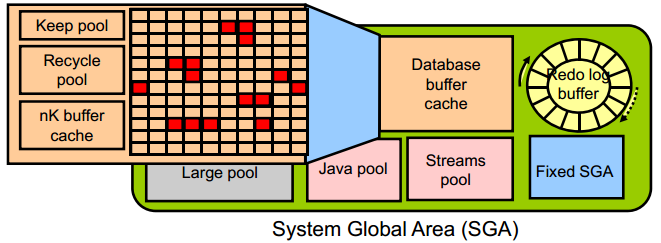 Keep pool
Recycle
pool
nK buffer
cache
Database
buffer
cache
Redo log
buffer
Large pool
Java pool
Streams
pool
Fixed SGA
System Global Area (SGA)